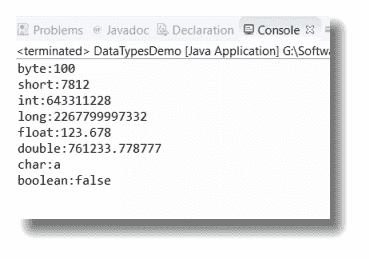 Problems @ Javadoc Declaration Console
<terminated> DataTypesDemo [Java Application] G:\Softwa
byte:100
short:7812
int:643311228
long:2267799997332
float:123.678
double:761233.778777
char:a
boolean:false